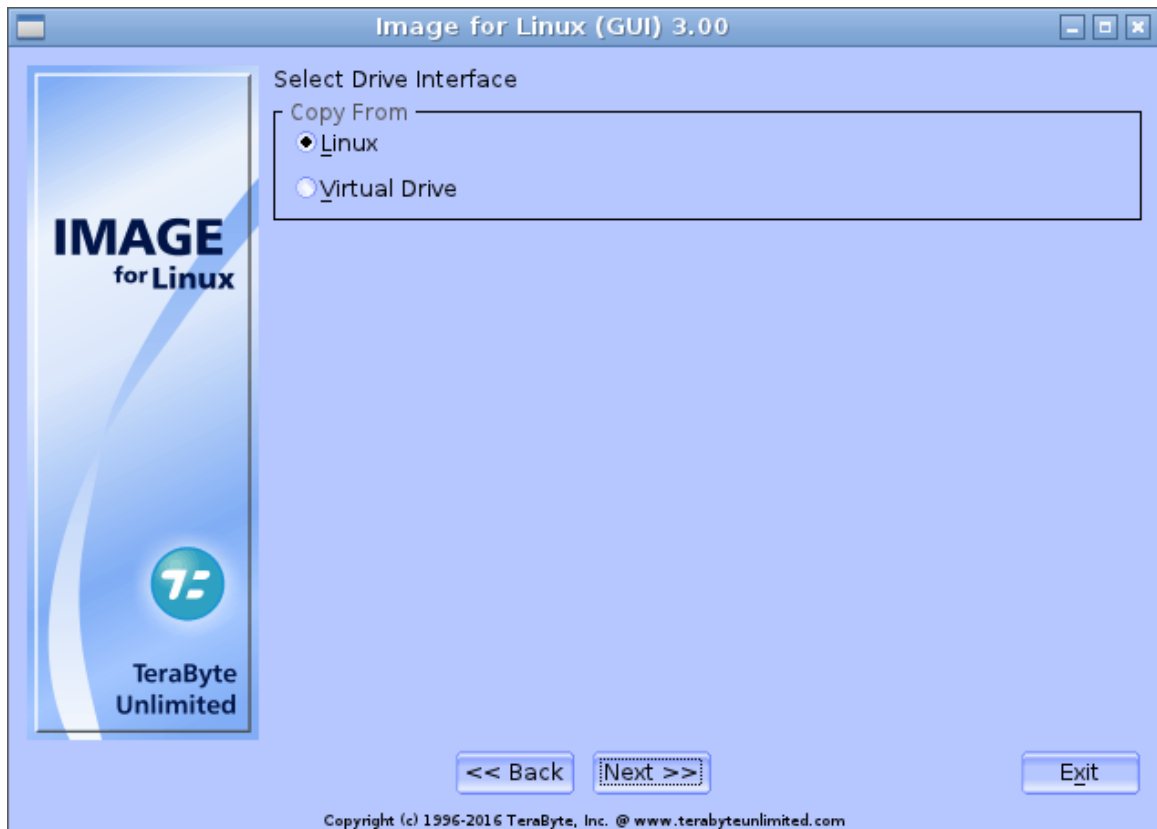 Image for Linux (GUI) 3.00
Select Drive Interface
Copy From
Linux
Virtual Drive
IMAGE
for Linux
TeraByte
Unlimited
<< Back
Next >>
Exit
Copyright (c) 1996-2016 TeraByte, Inc. @ www.terabyteunlimited.com